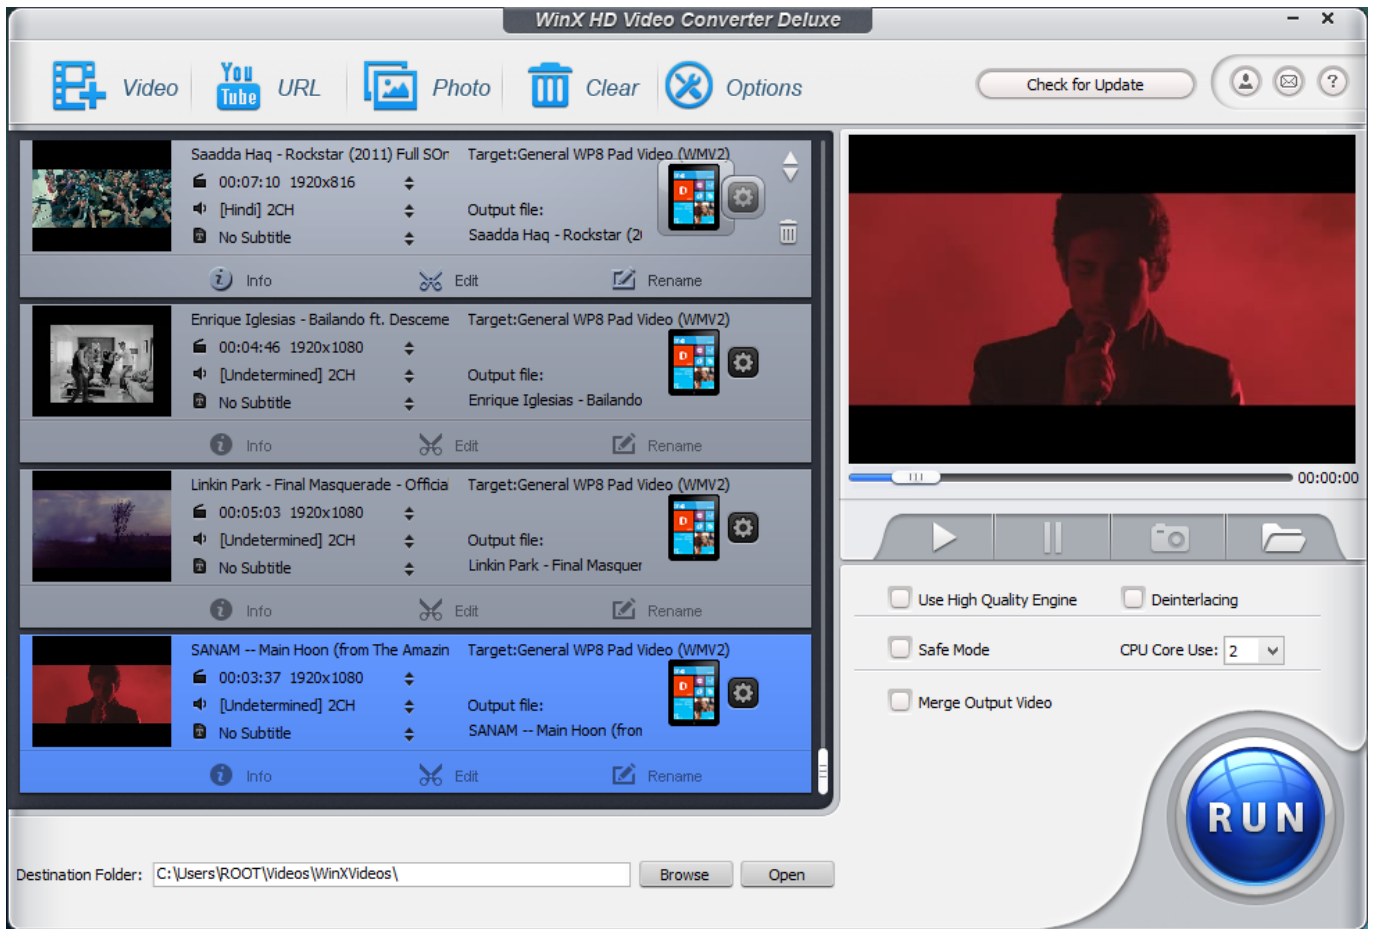 WinX HD Video Converter Deluxe
Video
You Tube URL
Photo
Clear
Options
Check for Update
?
Saadda Haq - Rockstar (2011) Full SOn
Target:General WP8 Pad Video (WMV2)
00:07:10 1920x816
[Hindi] 2CH
Output file:
No Subtitle
Saadda Haq - Rockstar (20
Info
Edit
Rename
Enrique Iglesias - Bailando ft. Desceme
Target:General WP8 Pad Video (WMV2)
00:04:46 1920x1080
[Undetermined] 2CH
Output file:
No Subtitle
Enrique Iglesias - Bailando
Info
Edit
Rename
Linkin Park - Final Masquerade - Official
Target:General WP8 Pad Video (WMV2)
00:05:03 1920x1080
[Undetermined] 2CH
Output file:
No Subtitle
Linkin Park - Final Masquer
Info
Edit
Rename
SANAM -- Main Hoon (from The Amazin
Target:General WP8 Pad Video (WMV2)
00:03:37 1920x1080
[Undetermined] 2CH
Output file:
No Subtitle
SANAM -- Main Hoon (from
Info
Edit
Rename
00:00:00
Use High Quality Engine
Deinterlacing
Safe Mode
CPU Core Use: 2
Merge Output Video
RUN
Destination Folder: C:\Users\ROOT\Videos\WinXVideos\
Browse
Open